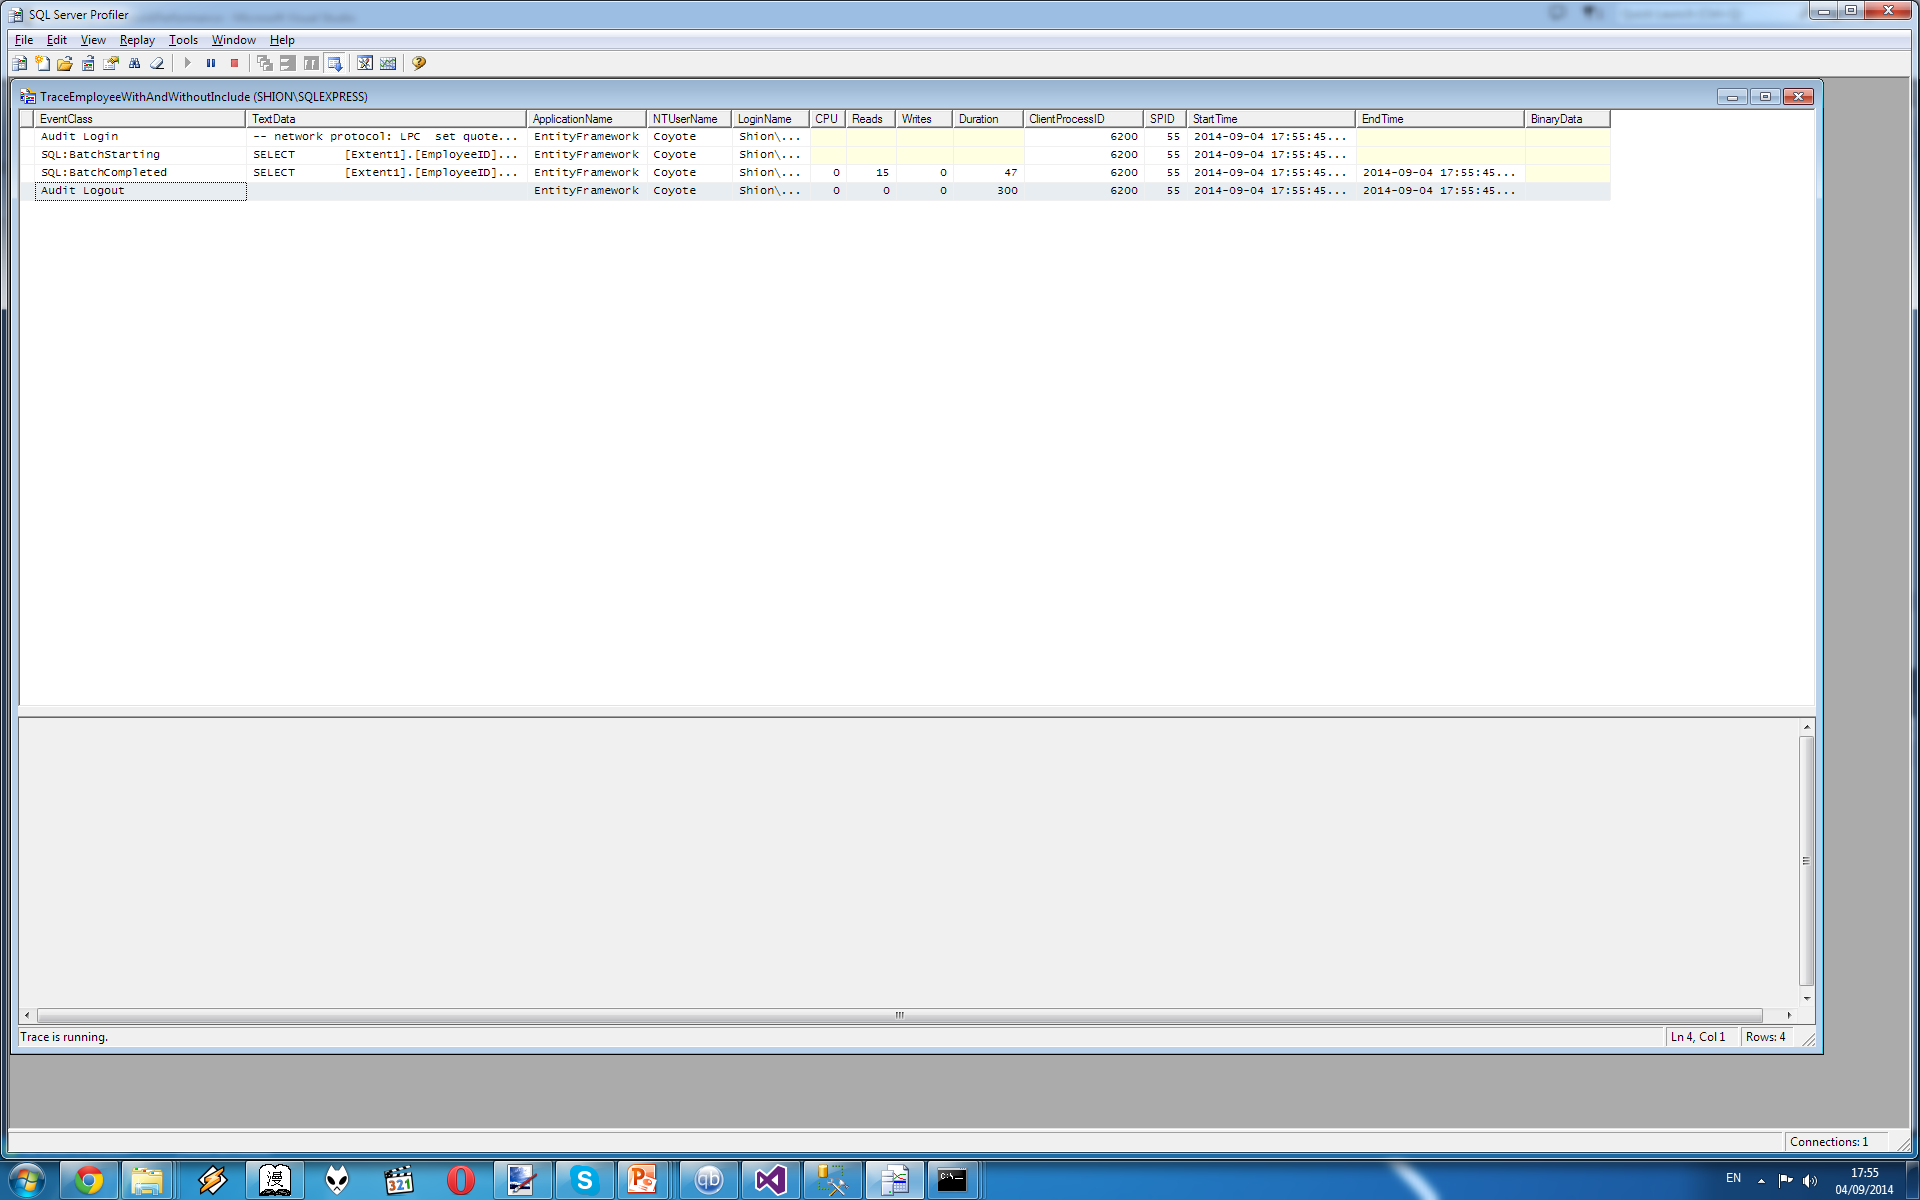 SQL Server Profiler
File Edit View Replay Tools Window Help
TraceEmployeeWithAndWithoutInclude (SHION\SQLEXPRESS)
EventClass TextData ApplicationName NTUserName LoginName CPU Reads Writes Duration ClientProcessID SPID StartTime EndTime BinaryData
Audit Login -- network protocol: LPC set quote... EntityFramework Coyote Shion\... 6200 55 2014-09-04 17:55:45...
SQL:BatchStarting SELECT [Extent1].[EmployeeID]... EntityFramework Coyote Shion\... 6200 55 2014-09-04 17:55:45...
SQL:BatchCompleted SELECT [Extent1].[EmployeeID]... EntityFramework Coyote Shion\... 0 15 0 47 6200 55 2014-09-04 17:55:45... 2014-09-04 17:55:45...
Audit Logout EntityFramework Coyote Shion\... 0 0 0 300 6200 55 2014-09-04 17:55:45... 2014-09-04 17:55:45...
Trace is running. Ln 4, Col 1 Rows: 4
Connections: 1
漫
321
S
P
qb
C:\._
EN
17:55
04/09/2014